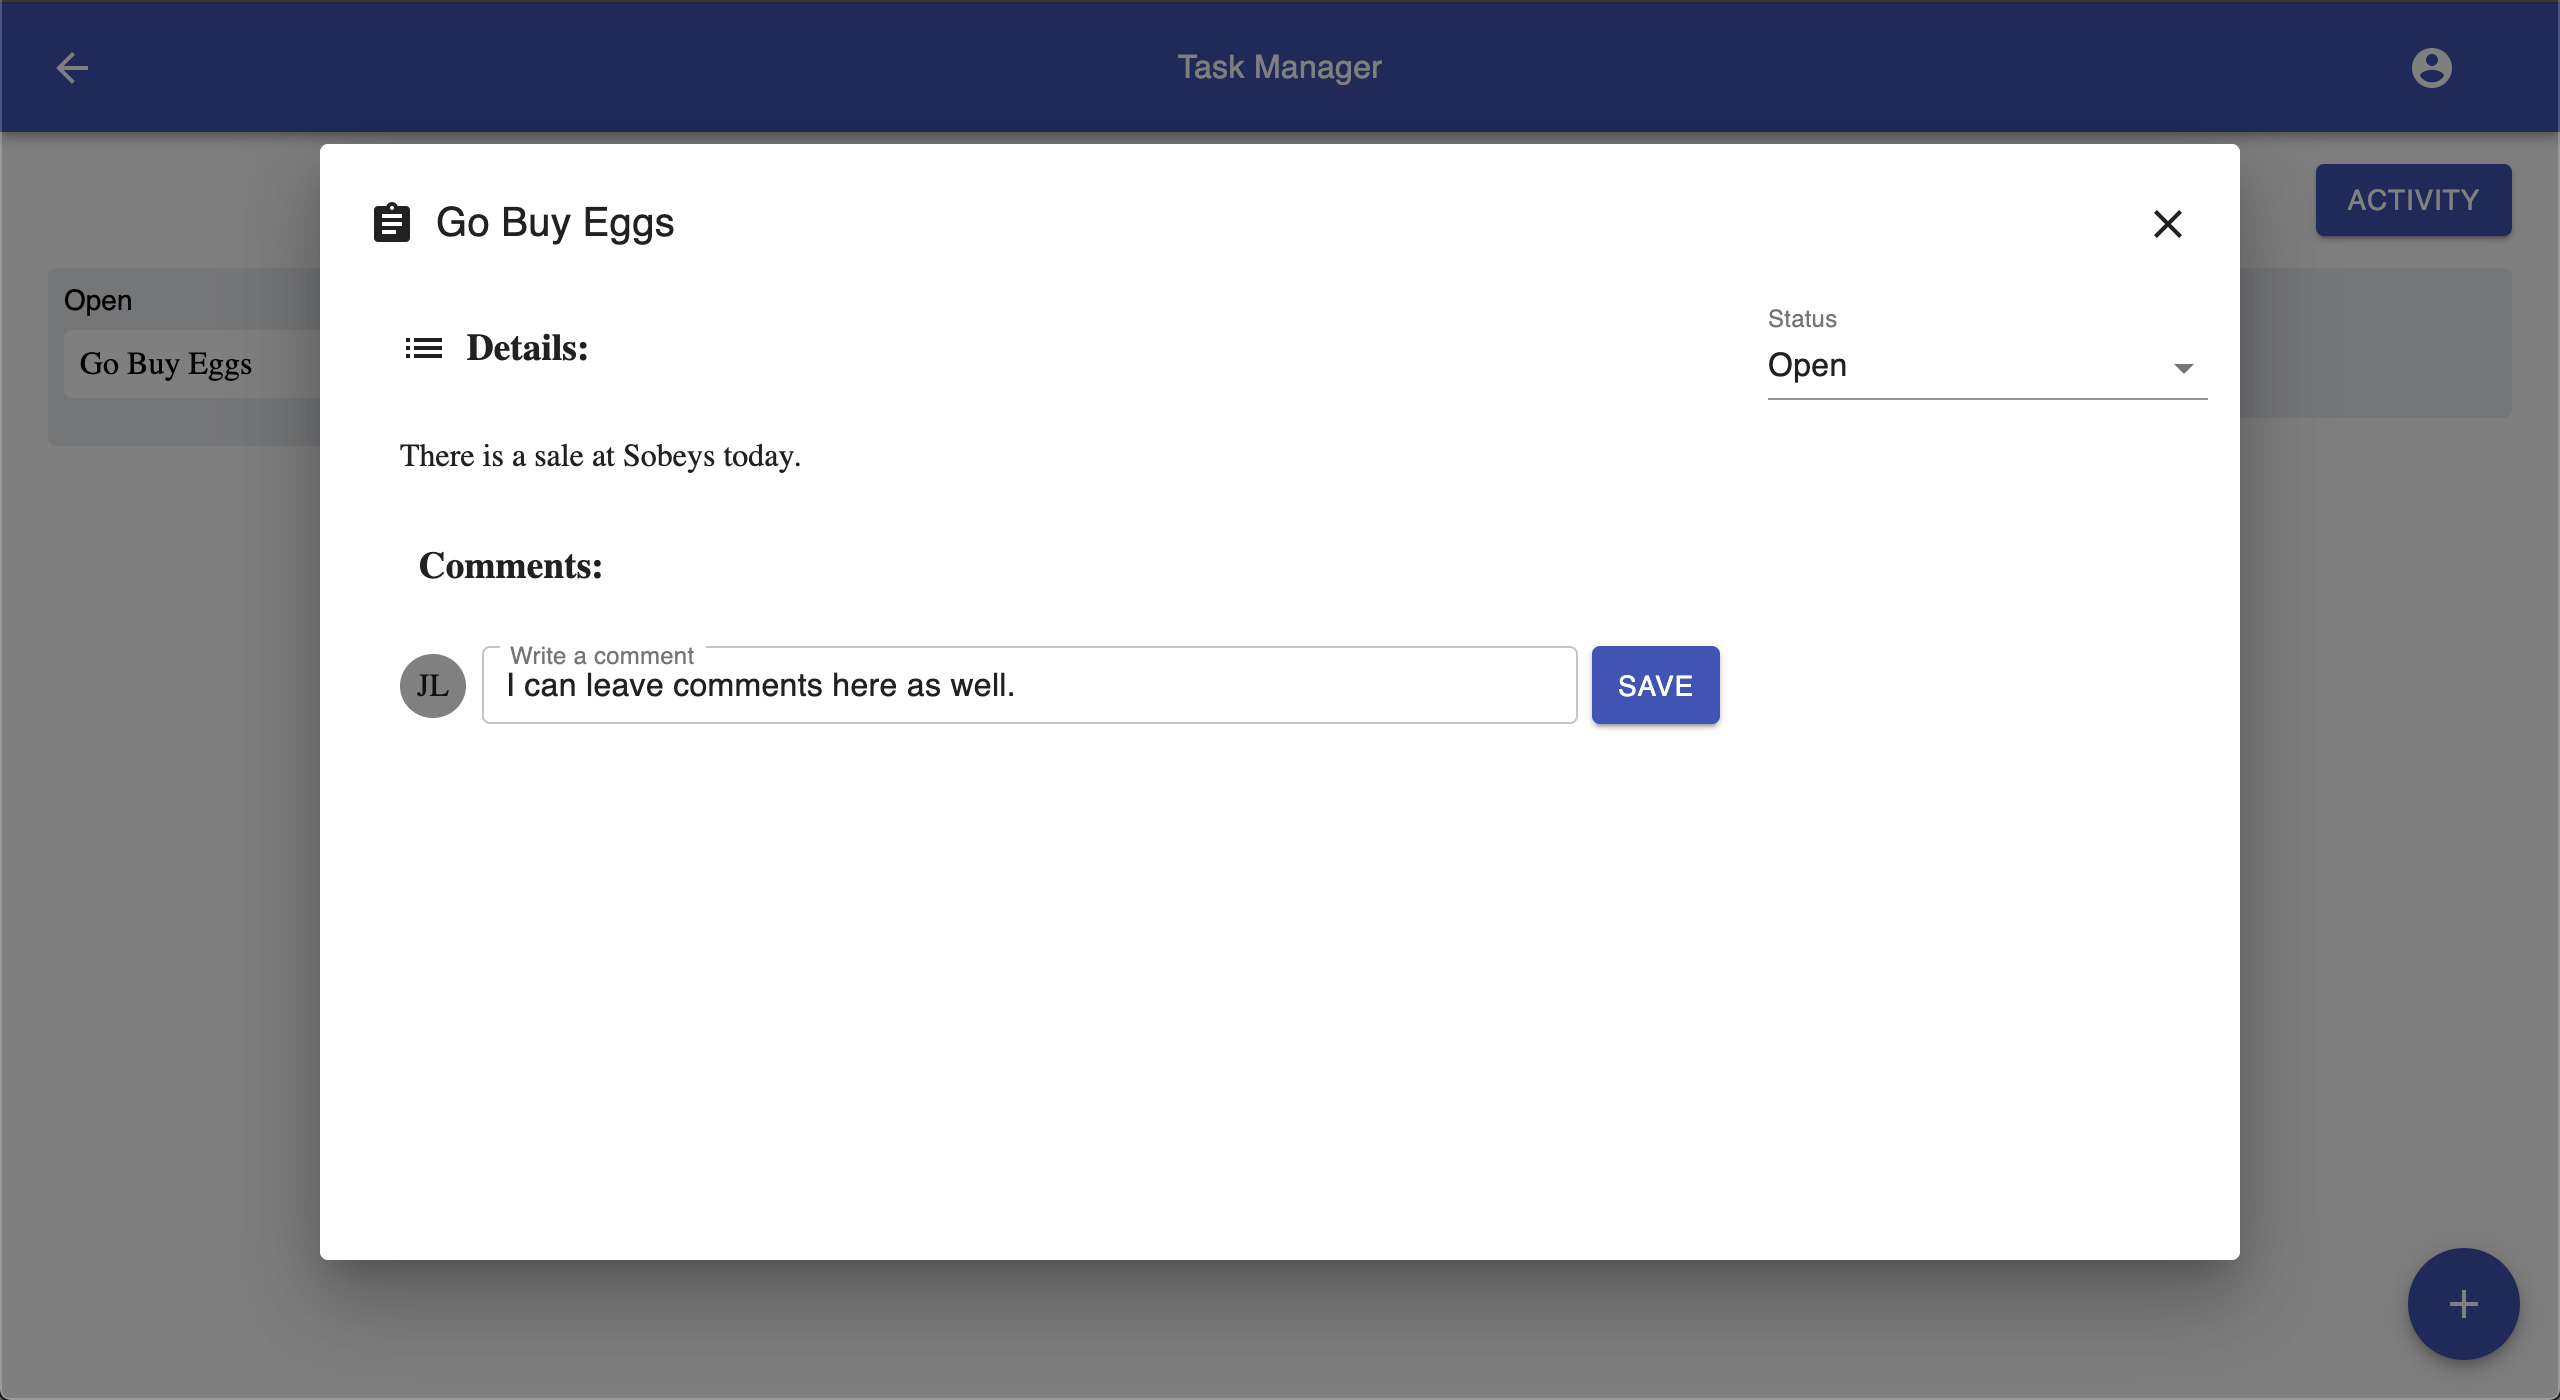 Task Manager
ACTIVITY
Open
Go Buy Eggs
Go Buy Eggs
Status
Open
Details:
There is a sale at Sobeys today.
Comments:
JL
Write a comment
I can leave comments here as well.
SAVE